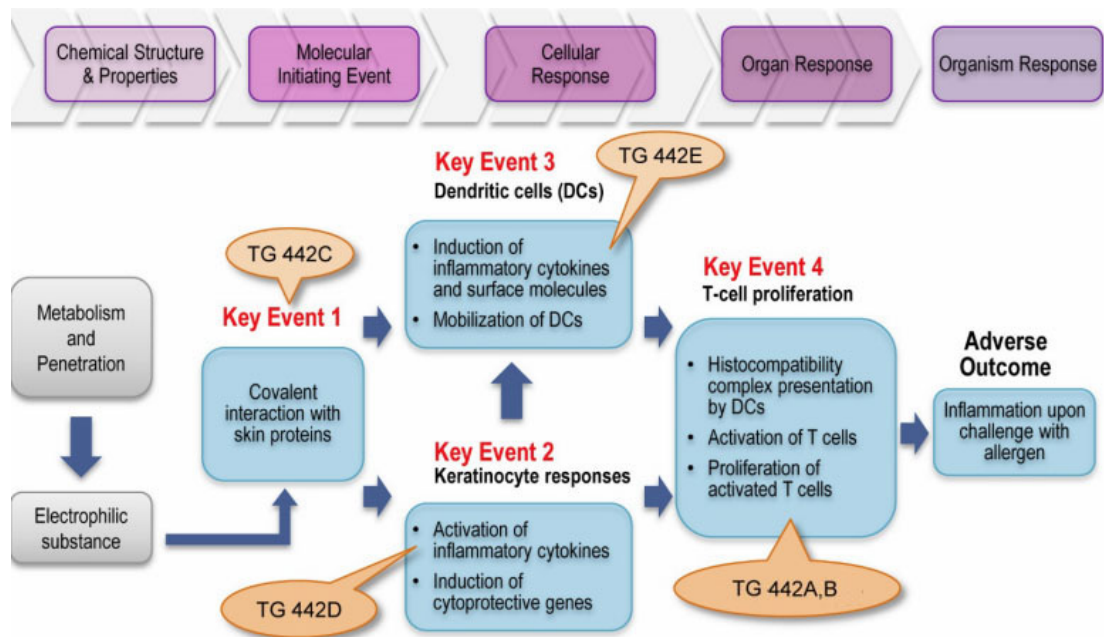 Chemical Structure
& Properties
Molecular
Initiating Event
Cellular
Response
Organ Response
Organism Response
Key Event 3
Dendritic cells (DCs)
TG 442E
• Induction of
inflammatory cytokines
and surface molecules
• Mobilization of DCs
TG 442C
Key Event 1
Covalent
interaction with
skin proteins
Metabolism
and
Penetration
Electrophilic
substance
Key Event 2
Keratinocyte responses
• Activation of
inflammatory cytokines
• Induction of
cytoprotective genes
TG 442D
Key Event 4
T-cell proliferation
• Histocompatibility
complex presentation
by DCs
• Activation of T cells
• Proliferation of
activated T cells
TG 442A,B
Adverse
Outcome
Inflammation upon
challenge with
allergen